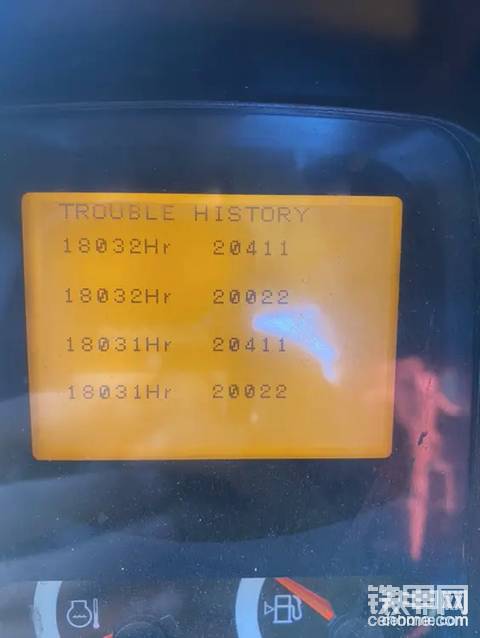 TROUBLE HISTORY
18032Hr 20411
18032Hr 20022
18031Hr 20411
18031Hr 20022
铁甲网
cehome.com